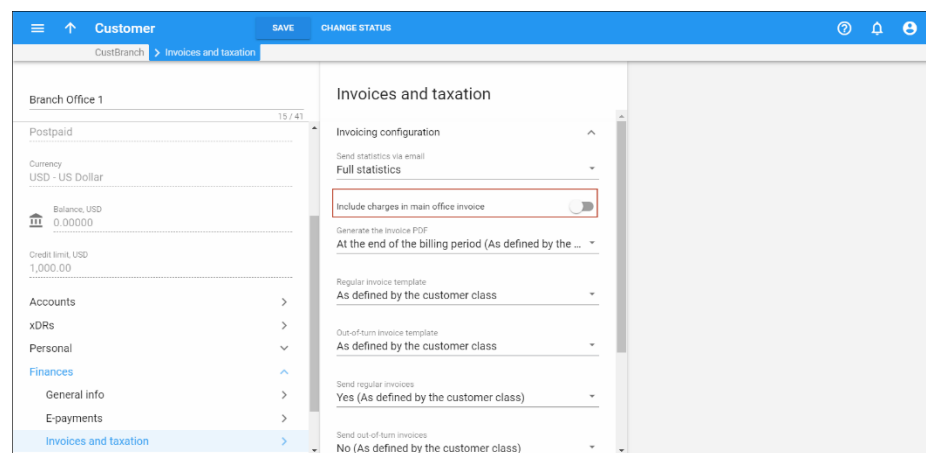 Customer
SAVE
CHANGE STATUS
CustBranch
Invoices and taxation
Branch Office 1
15 / 41
Postpaid
Currency
USD - US Dollar
Balance, USD
0.00000
Credit limit, USD
1,000.00
Accounts
xDRs
Personal
Finances
General info
E-payments
Invoices and taxation
Invoices and taxation
Invoicing configuration
Send statistics via email
Full statistics
Include charges in main office invoice
Generate the invoice PDF
At the end of the billing period (As defined by the ...
Regular invoice template
As defined by the customer class
Out-of-turn invoice template
As defined by the customer class
Send regular invoices
Yes (As defined by the customer class)
Send out-of-turn invoices
No (As defined by the customer class)